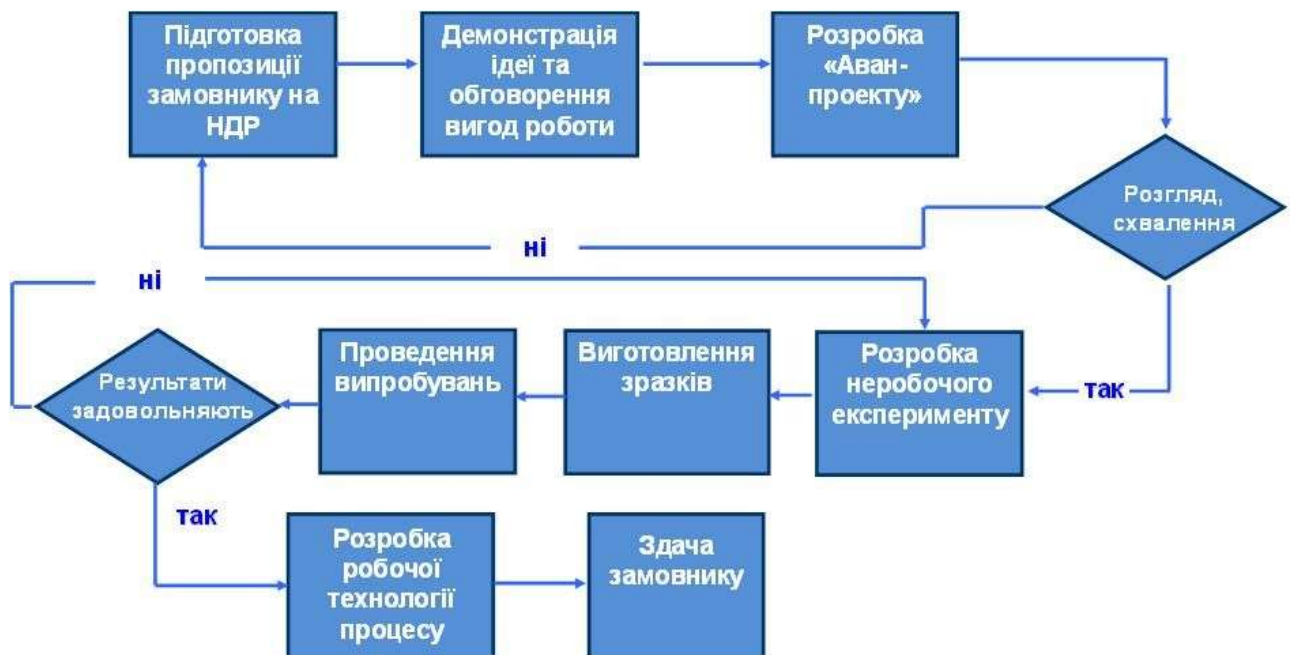 Підготовка
пропозиції
замовнику на
НДР
Демонстрація
ідеї та
обговорення
вигод роботи
Розробка
«Аван-
проекту»
Розгляд,
схвалення
ні
ні
Результати
задовольняють
Проведення
випробувань
Виготовлення
зразків
Розробка
неробочого
експерименту
так
так
Розробка
робочої
технології
процесу
Здача
замовнику